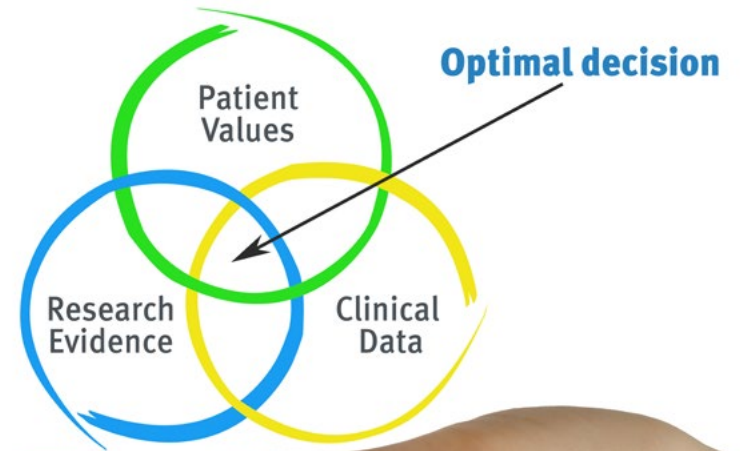 Optimal decision
Patient
Values
Research
Evidence
Clinical
Data